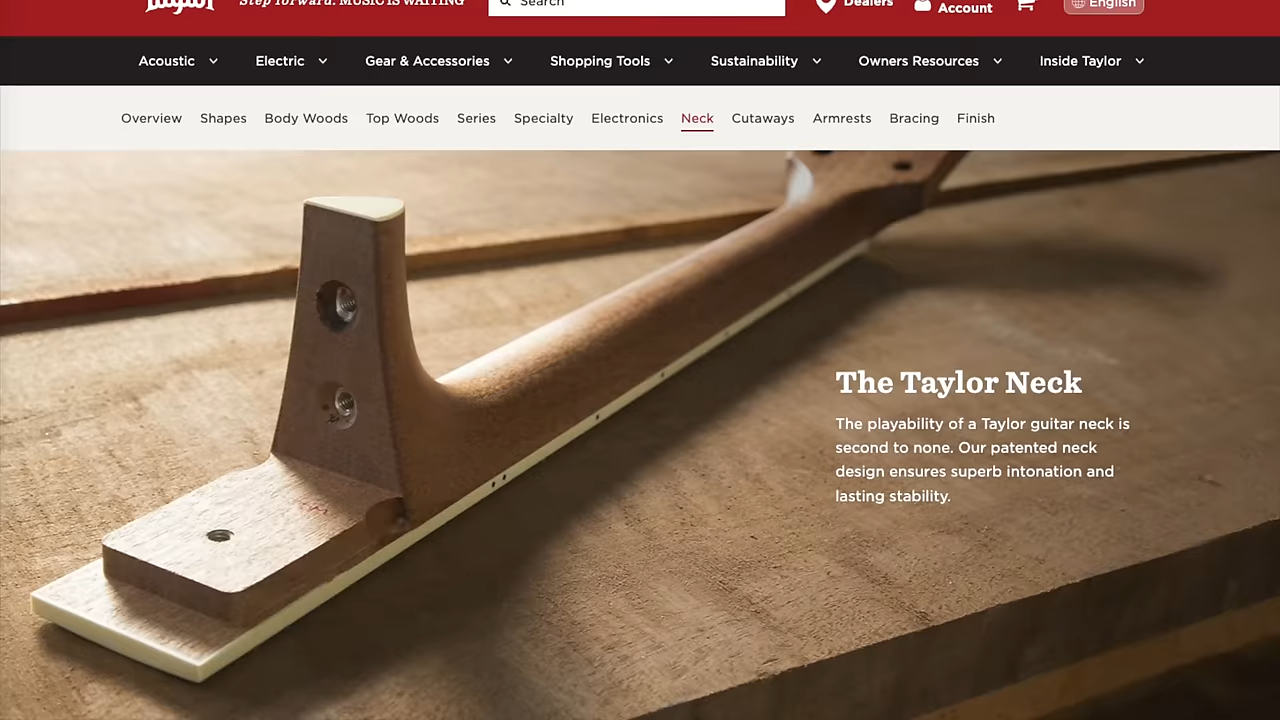 Taylor
Step forward. MUSIC IS WAITING
Search
Dealers
Account
English
Acoustic
Electric
Gear & Accessories
Shopping Tools
Sustainability
Owners Resources
Inside Taylor
Overview
Shapes
Body Woods
Top Woods
Series
Specialty
Electronics
Neck
Cutaways
Armrests
Bracing
Finish
The Taylor Neck
The playability of a Taylor guitar neck is
second to none. Our patented neck
design ensures superb intonation and
lasting stability.